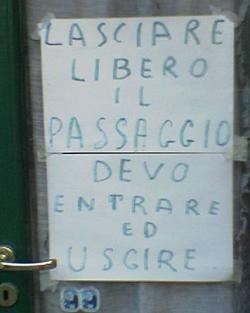 LASCIARE
LIBERO
IL
PASSAGGIO
DEVO
ENTRARE
ED
USCIRE